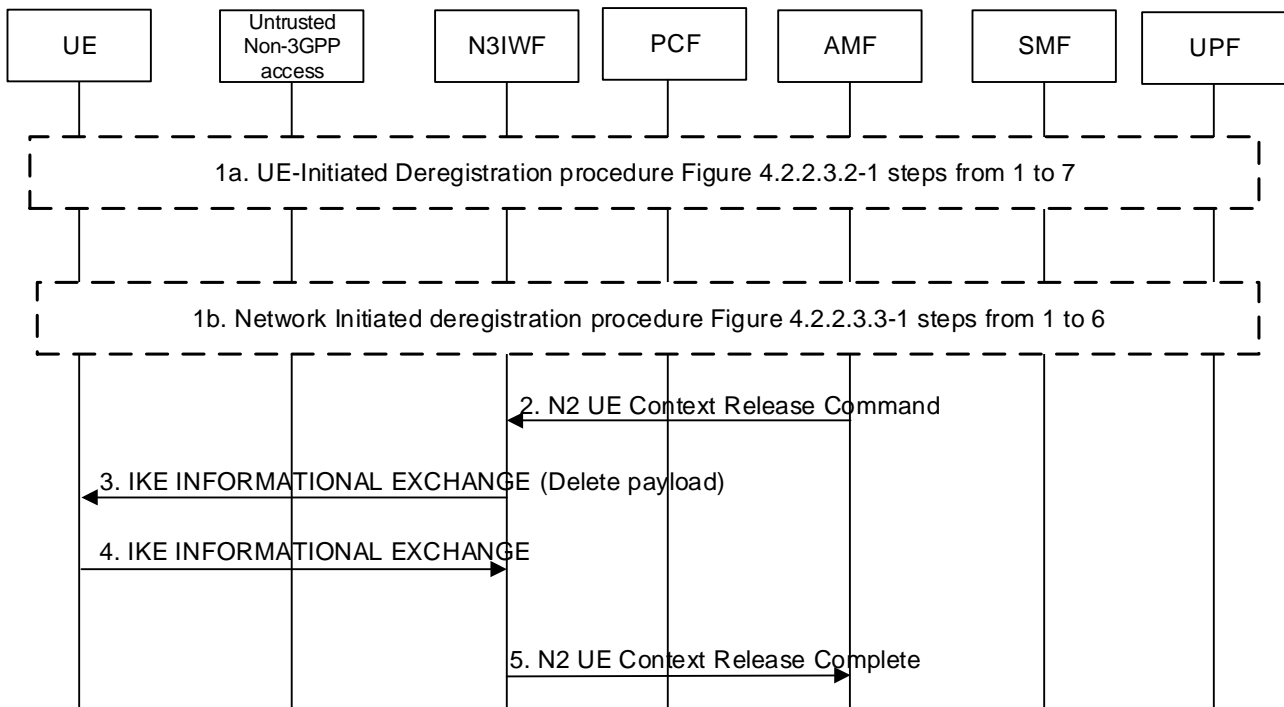 UE
Untrusted
Non-3GPP
access
N3IWF
PCF
AMF
SMF
UPF
1a. UE-Initiated Deregistration procedure Figure 4.2.2.3.2-1 steps from 1 to 7
1b. Network Initiated deregistration procedure Figure 4.2.2.3.3-1 steps from 1 to 6
2. N2 UE Context Release Command
3. IKE INFORMATIONAL EXCHANGE (Delete payload)
4. IKE INFORMATIONAL EXCHANGE
5. N2 UE Context Release Complete